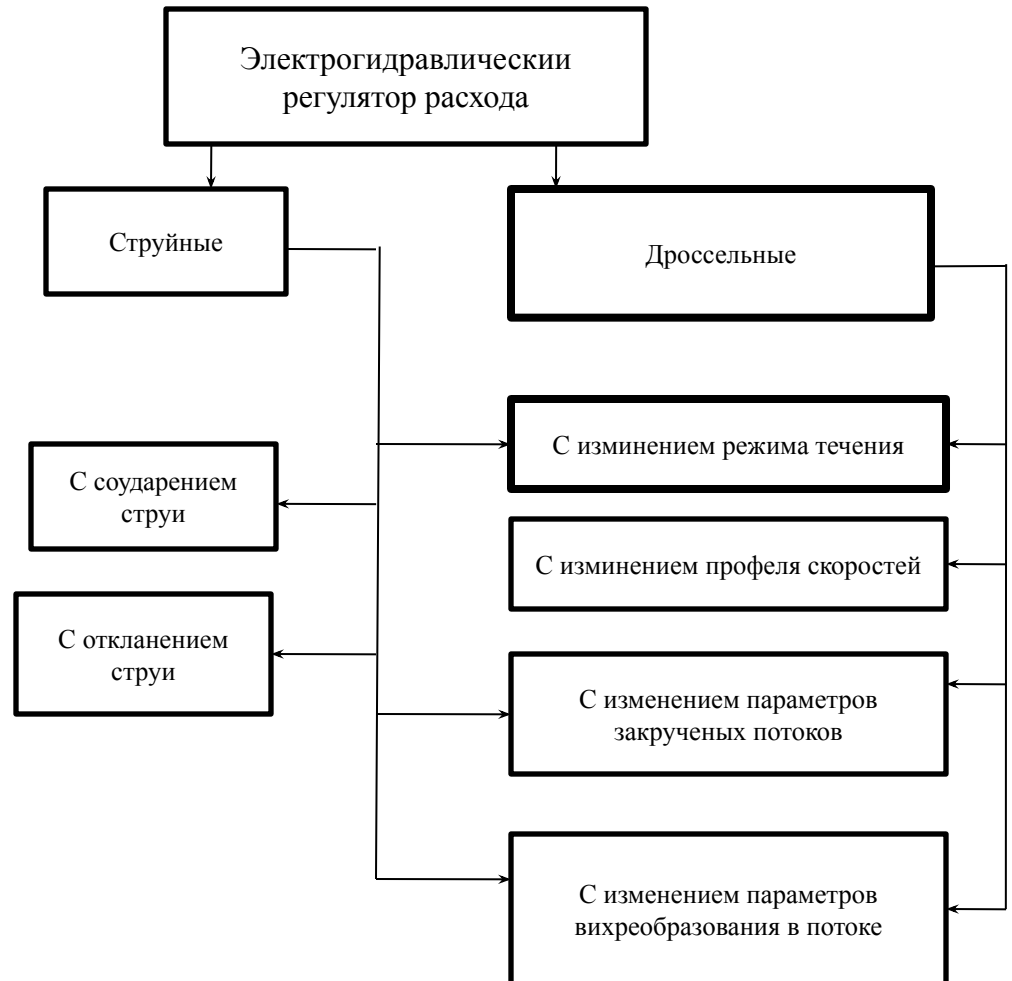 Электрогидравлическии
регулятор расхода
Струйные
Дроссельные
С изминением режима течения
С соударением
струи
С изминением профеля скоростей
С откланением
струи
С изменением параметров
закрученых потоков
С изменением параметров
вихреобразования в потоке